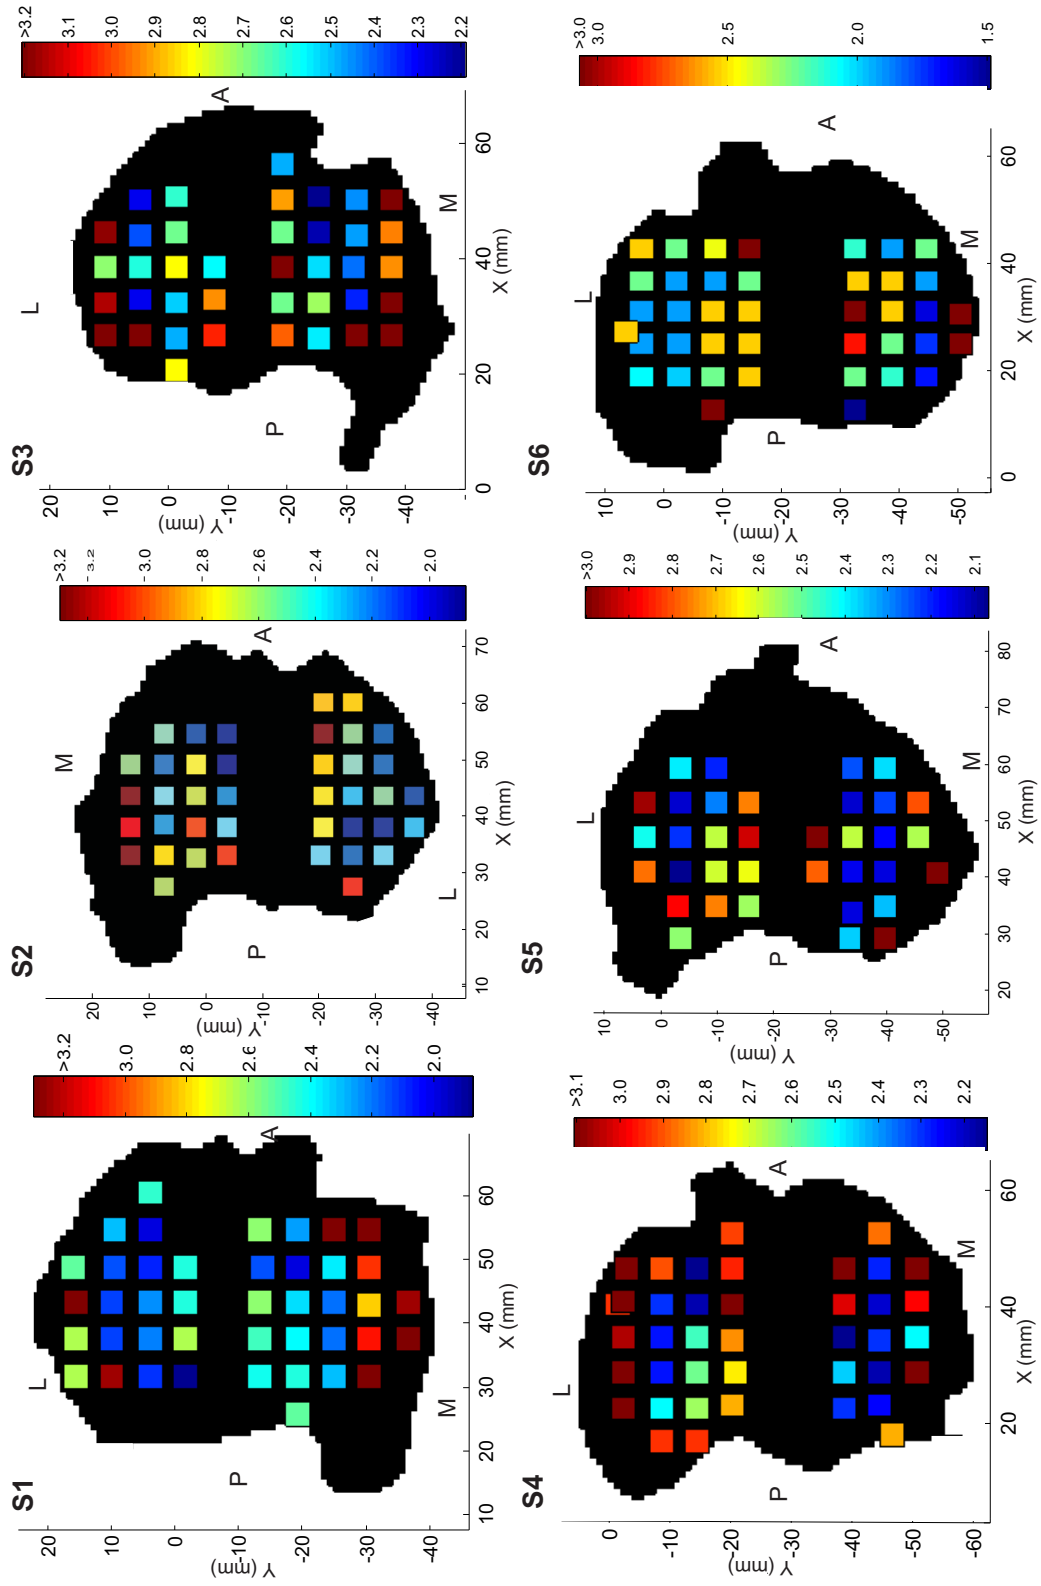 S1
L
20
10
0
-10
-20
-30
-40
Y (mm)
P
A
M
10
20
30
40
50
60
X (mm)
>3.2
3.0
2.8
2.6
2.4
2.2
2.0
S2
M
20
10
0
-10
-20
-30
-40
Y (mm)
P
A
L
10
20
30
40
50
60
70
X (mm)
>3.2
3.2
3.0
2.8
2.6
2.4
2.0
S3
L
20
10
0
-10
-20
-30
-40
Y (mm)
P
A
M
0
20
40
60
X (mm)
>3.2
3.1
3.0
2.9
2.8
2.7
2.6
2.5
2.4
2.3
2.2
S4
L
0
-10
-20
-30
-40
-50
-60
Y (mm)
P
A
M
20
40
60
X (mm)
>3.1
3.0
2.9
2.8
2.7
2.6
2.5
2.4
2.3
2.2
S5
L
10
0
-10
-20
-30
-40
-50
Y (mm)
P
A
M
20
30
40
50
60
70
80
X (mm)
>3.0
2.9
2.8
2.7
2.6
2.5
2.4
2.3
2.2
2.1
S6
L
10
0
-10
-20
-30
-40
-50
Y (mm)
P
A
M
0
20
40
60
X (mm)
>3.0
3.0
2.5
2.0
1.5